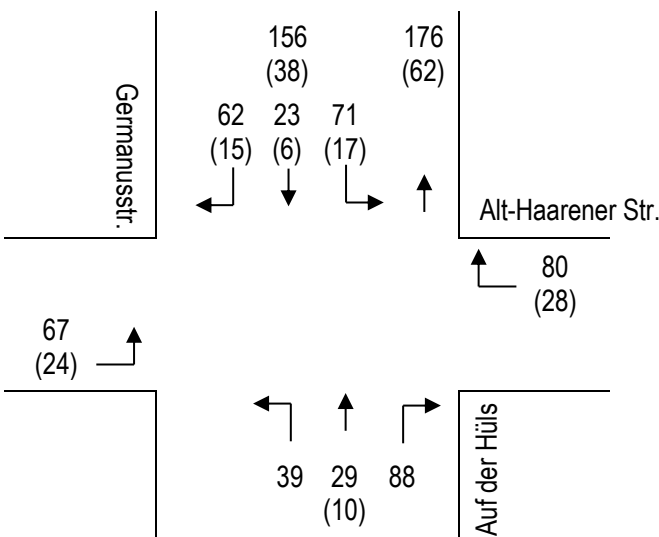 156 176
(38) (62)
Germanusstr.
62 23 71
(15) (6) (17)
Alt-Haarener Str.
80
(28)
67
(24)
39 29 88
(10)
Auf der Hüls